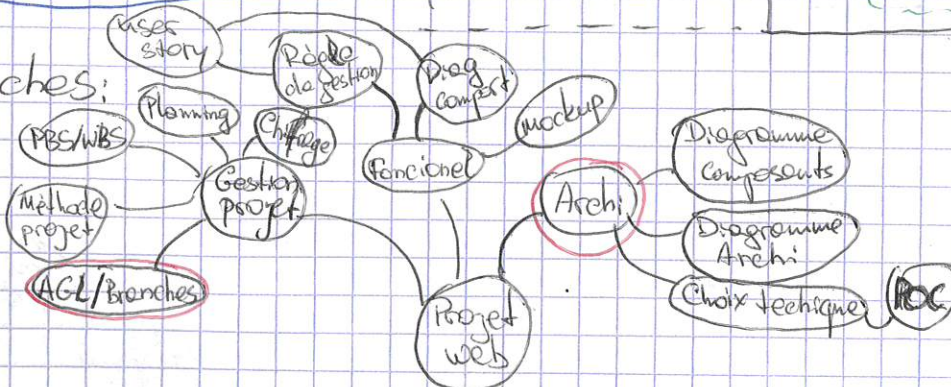 user
story
Règle
de gestion
Diag
Comport
ches:
Planning
Chiffrage
mockup
PBS/WBS
Foncionel
Diagramme
Composants
Gestion
projet
Archi
Méthode
projet
Diagramme
Archi
AGL/Branches
Choix techique
POC
Projet
web